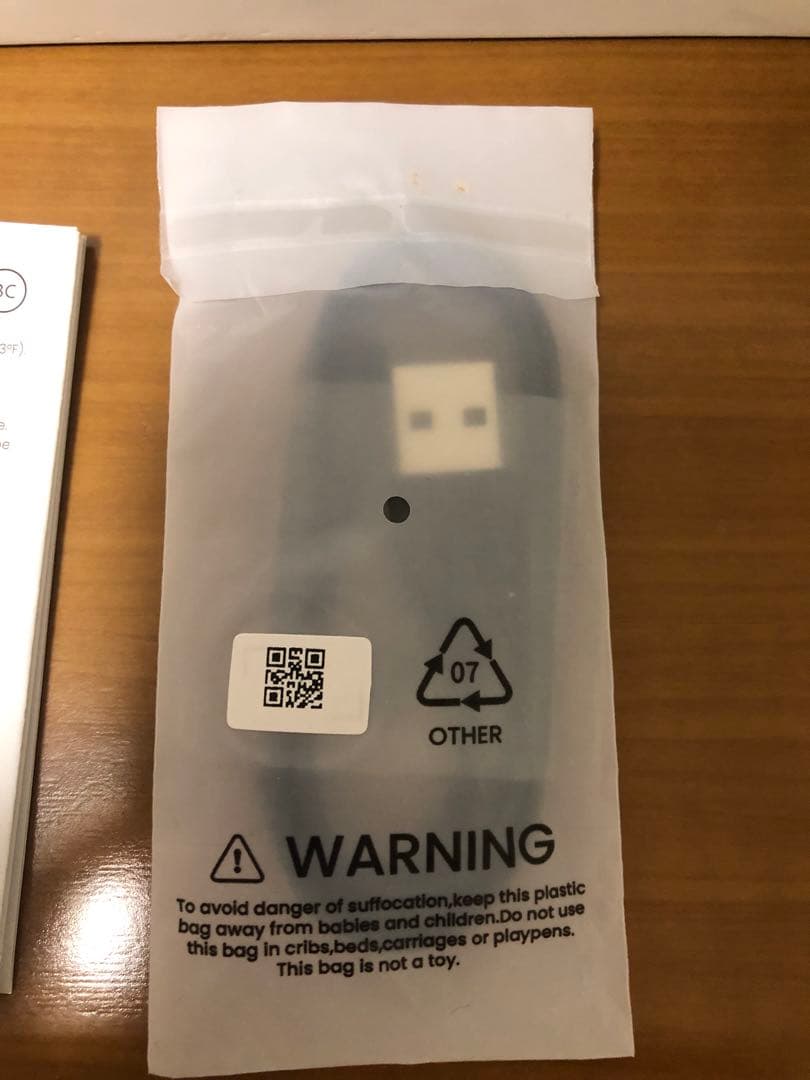 3°F)
e.
e
07
OTHER
WARNING
To avoid danger of suffocation,keep this plastic
bag away from babies and children.Do not use
this bag in cribs,beds,carriages or playpens.
This bag is not a toy.